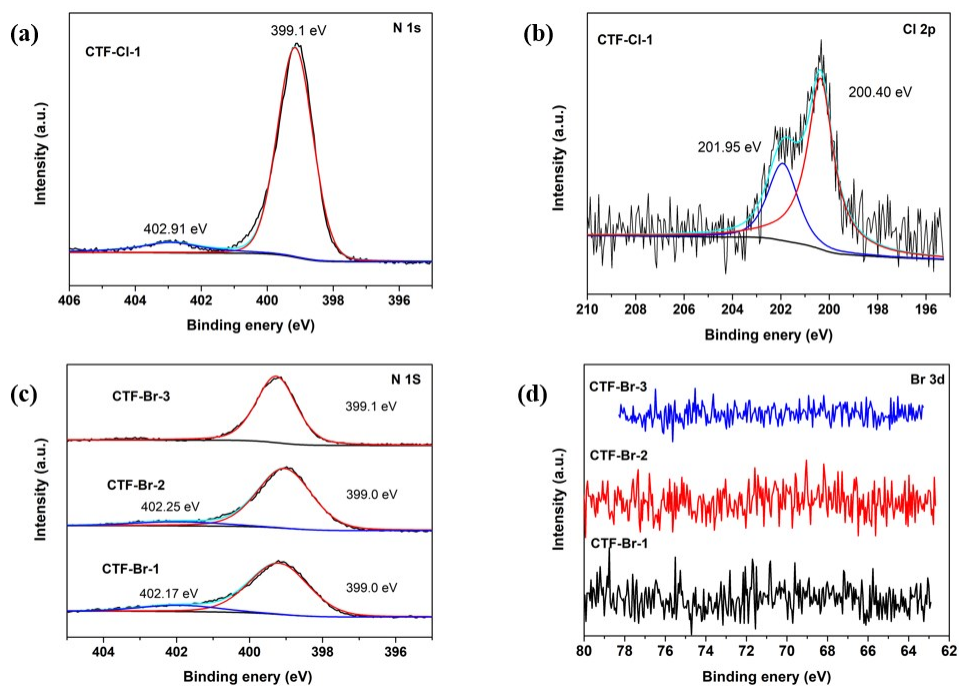 (a)
399.1 eV
N 1s
CTF-Cl-1
402.91 eV
Intensity (a.u.)
406 404 402 400 398 396
Binding enery (eV)
(b)
Cl 2p
CTF-Cl-1
200.40 eV
201.95 eV
Intensity (a.u.)
210 208 206 204 202 200 198 196
Binding enery (eV)
(c)
N 1S
CTF-Br-3
399.1 eV
CTF-Br-2
402.25 eV
399.0 eV
CTF-Br-1
402.17 eV
399.0 eV
Intensity (a.u.)
404 402 400 398 396
Binding enery (eV)
(d)
Br 3d
CTF-Br-3
CTF-Br-2
CTF-Br-1
Intensity (a.u.)
80 78 76 74 72 70 68 66 64 62
Binding enery (eV)